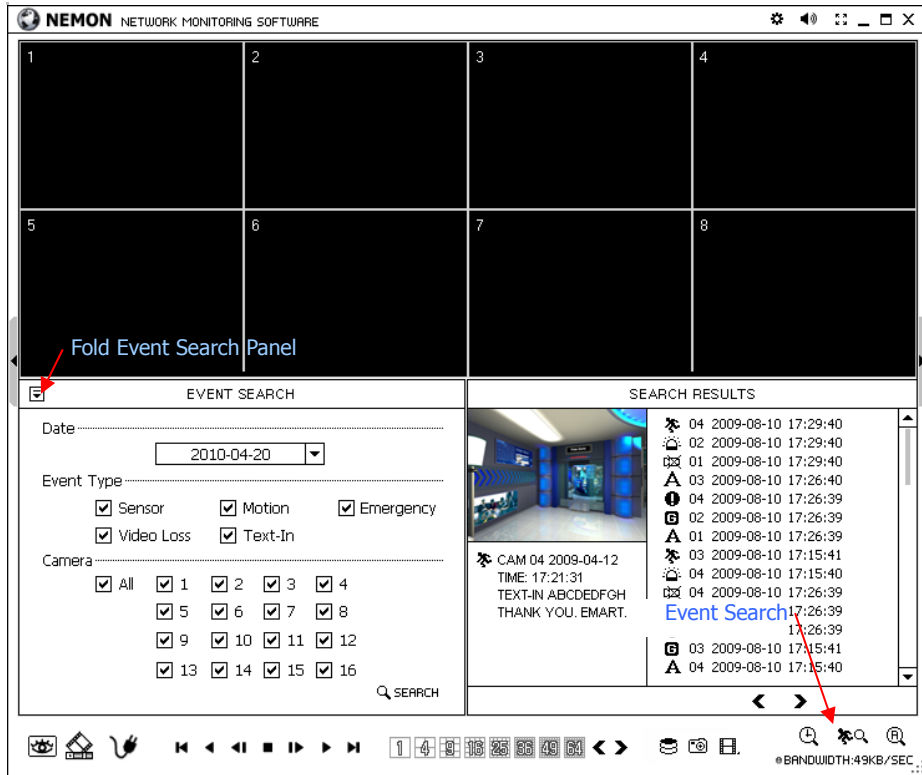 NEMON NETWORK MONITORING SOFTWARE
1 2 3 4
5 6 7 8
Fold Event Search Panel
EVENT SEARCH
Date
2010-04-20
Event Type
Sensor Motion Emergency
Video Loss Text-In
Camera
All 1 2 3 4
5 6 7 8
9 10 11 12
13 14 15 16
SEARCH
SEARCH RESULTS
CAM 04 2009-04-12
TIME: 17:21:31
TEXT-IN ABCDEDFGH
THANK YOU. EMART.
04 2009-08-10 17:29:40
02 2009-08-10 17:29:40
01 2009-08-10 17:29:40
A 03 2009-08-10 17:26:40
04 2009-08-10 17:26:39
G 02 2009-08-10 17:26:39
A 01 2009-08-10 17:26:39
03 2009-08-10 17:15:41
04 2009-08-10 17:15:40
04 2009-08-10 17:26:39
Event Search 17:26:39
17:26:39
G 03 2009-08-10 17:15:41
A 04 2009-08-10 17:15:40
1 4 9 16 25 36 49 64
BANDWIDTH:49KB/SEC